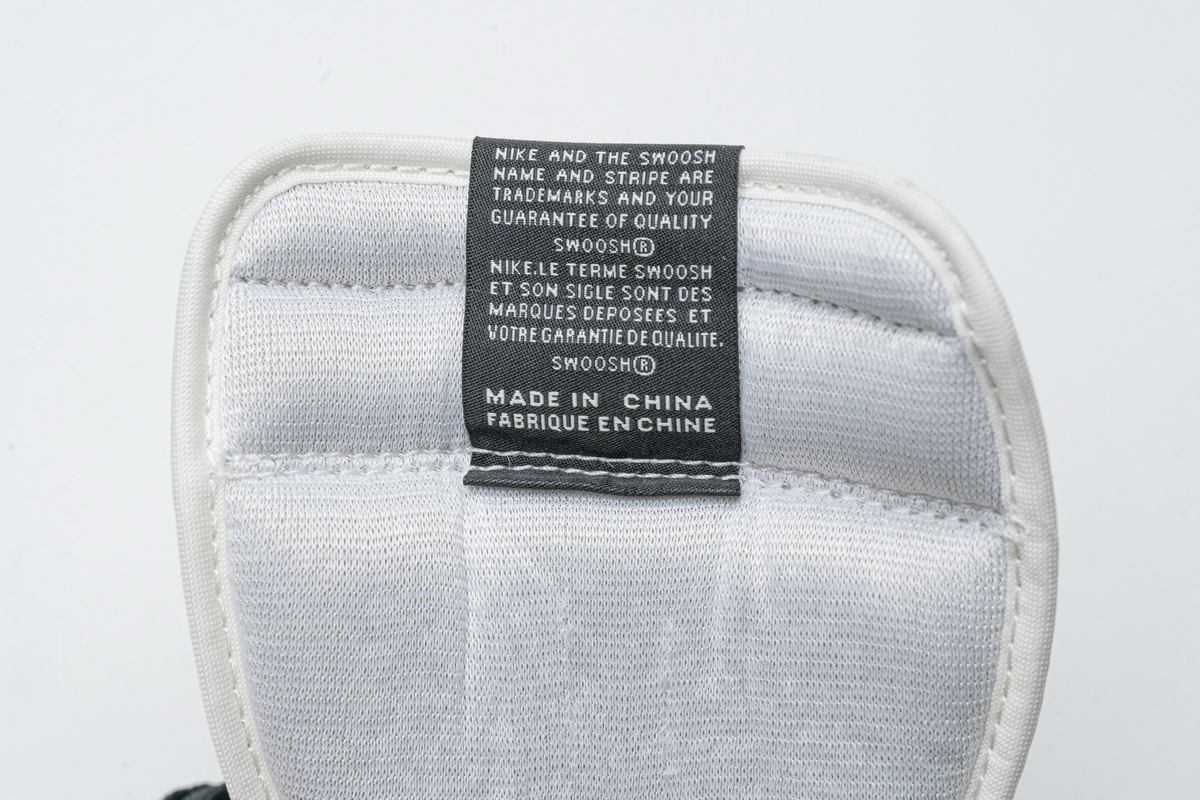 NIKE AND THE SWOOSH
NAME AND STRIPE ARE
TRADEMARKS AND YOUR
GUARANTEE OF QUALITY
SWOOSH®
NIKE.LE TERME SWOOSH
ET SON SIGLE SONT DES
MARQUES DEPOSEES ET
VOTRE GARANTIE DE QUALITE.
SWOOSH®
MADE IN CHINA
FABRIQUE EN CHINE